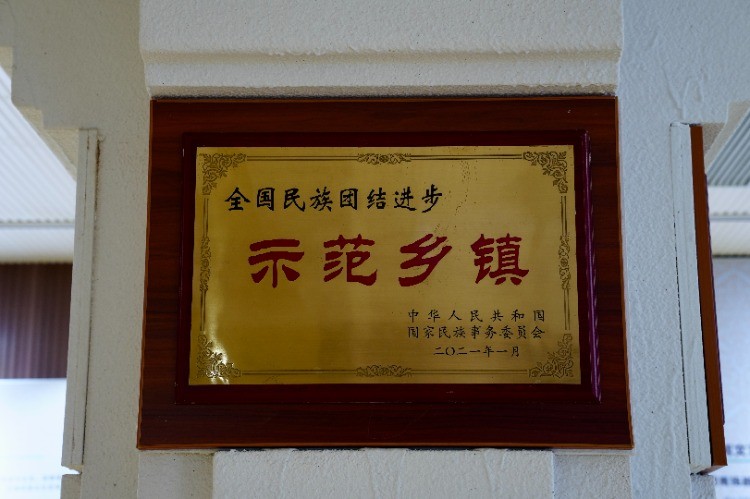 全国民族团结进步
示范乡镇
中华人民共和国
国家民族事务委员会
二〇二一年一月